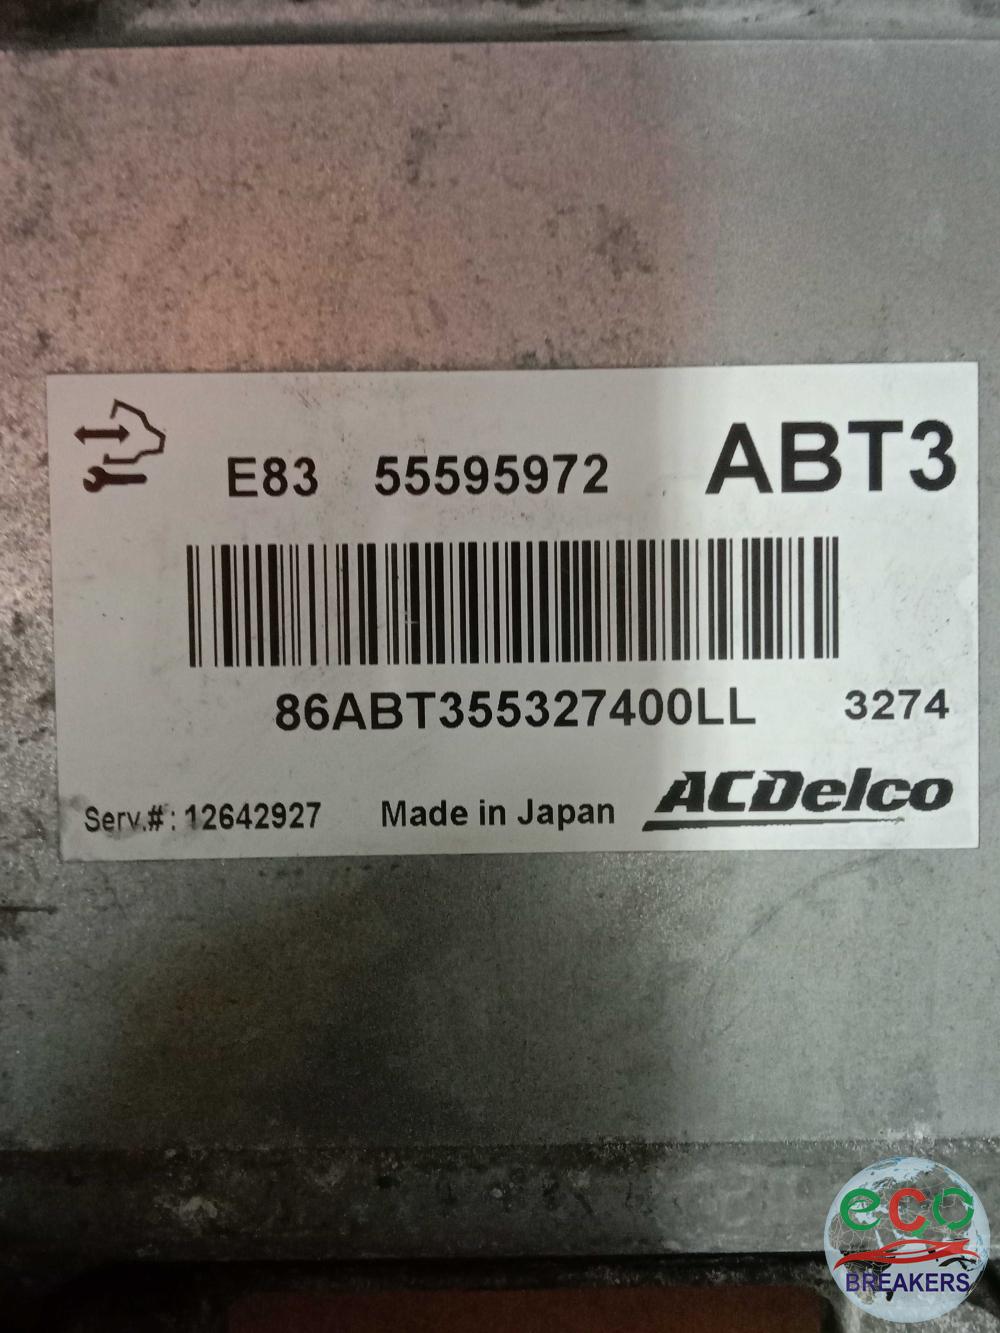 E83 55595972 ABT3
86ABT355327400LL 3274
Serv.#: 12642927 Made in Japan ACDelco
eco
BREAKERS